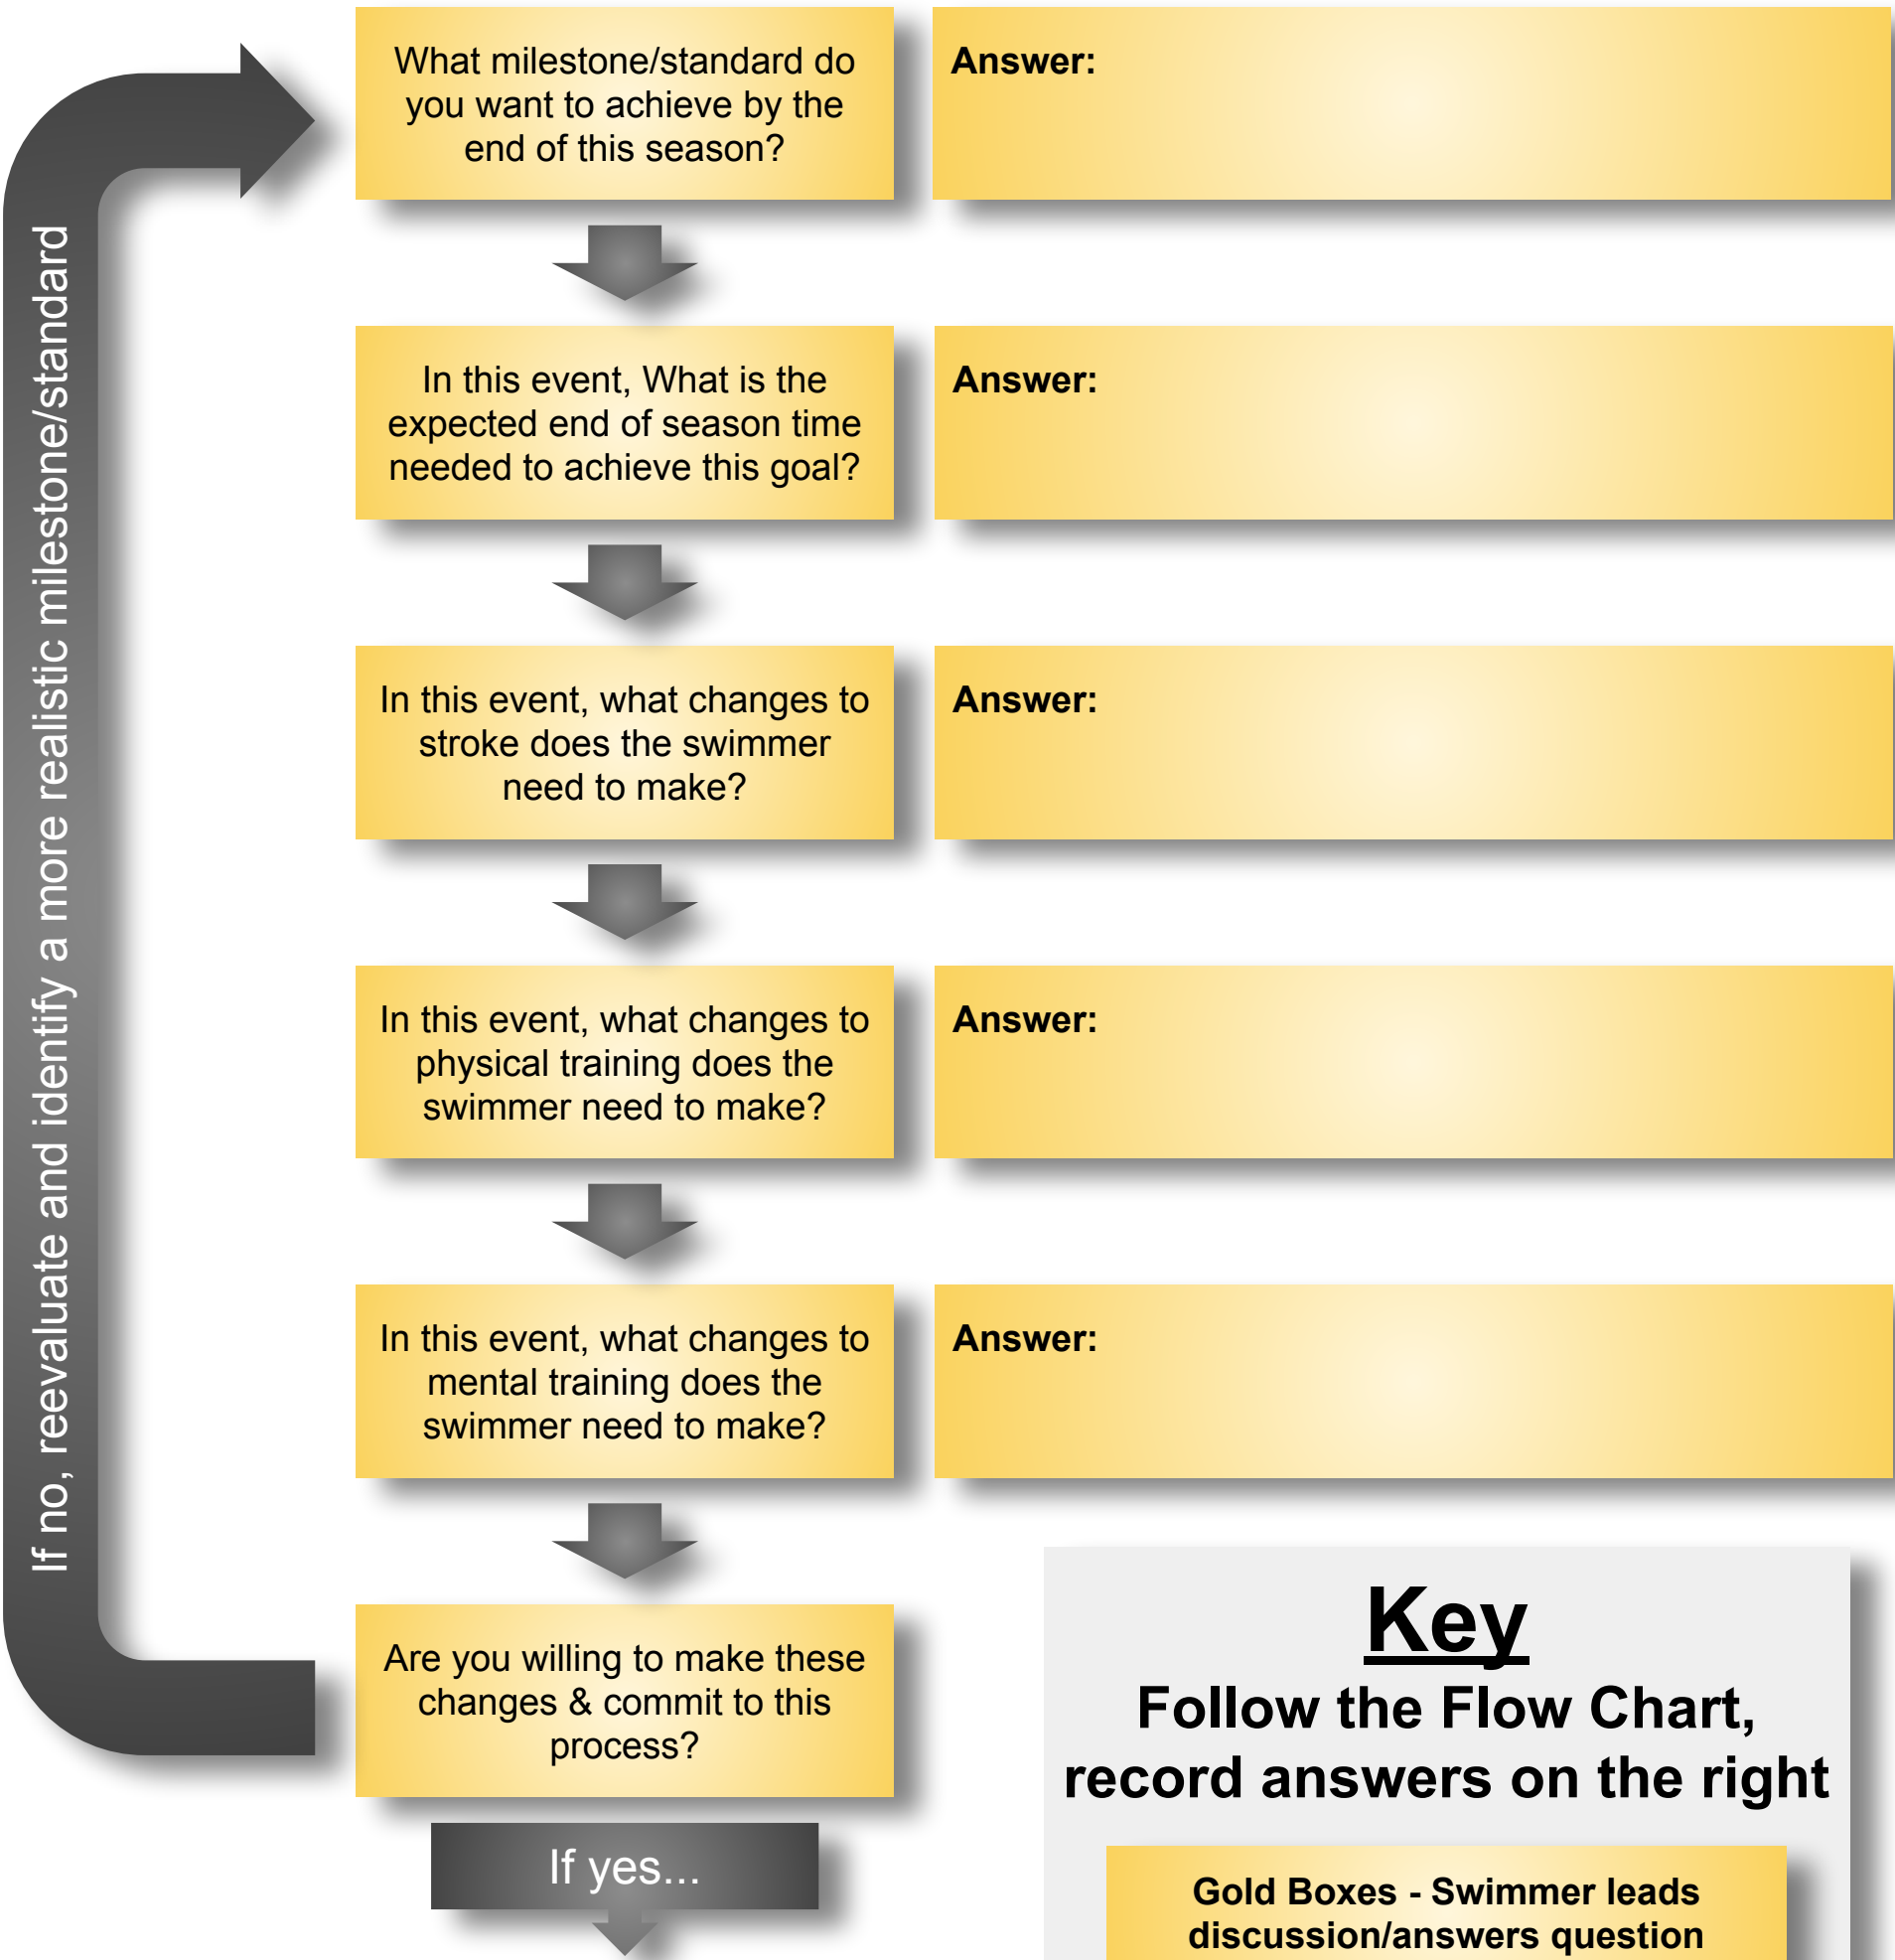 What milestone/standard do
you want to achieve by the
end of this season?
Answer:
In this event, What is the
expected end of season time
needed to achieve this goal?
Answer:
In this event, what changes to
stroke does the swimmer
need to make?
Answer:
In this event, what changes to
physical training does the
swimmer need to make?
Answer:
In this event, what changes to
mental training does the
swimmer need to make?
Answer:
Are you willing to make these
changes & commit to this
process?
If no, reevaluate and identify a more realistic milestone/standard
If yes...
Key
Follow the Flow Chart,
record answers on the right
Gold Boxes - Swimmer leads
discussion/answers question